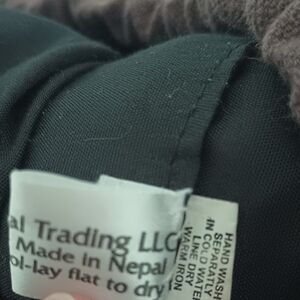 al Trading LLC
Made in Nepal
ol-lay flat to dry
HAND WASH
SEPARATELY
IN COLD WATER
LINE DRY
WARM IRON